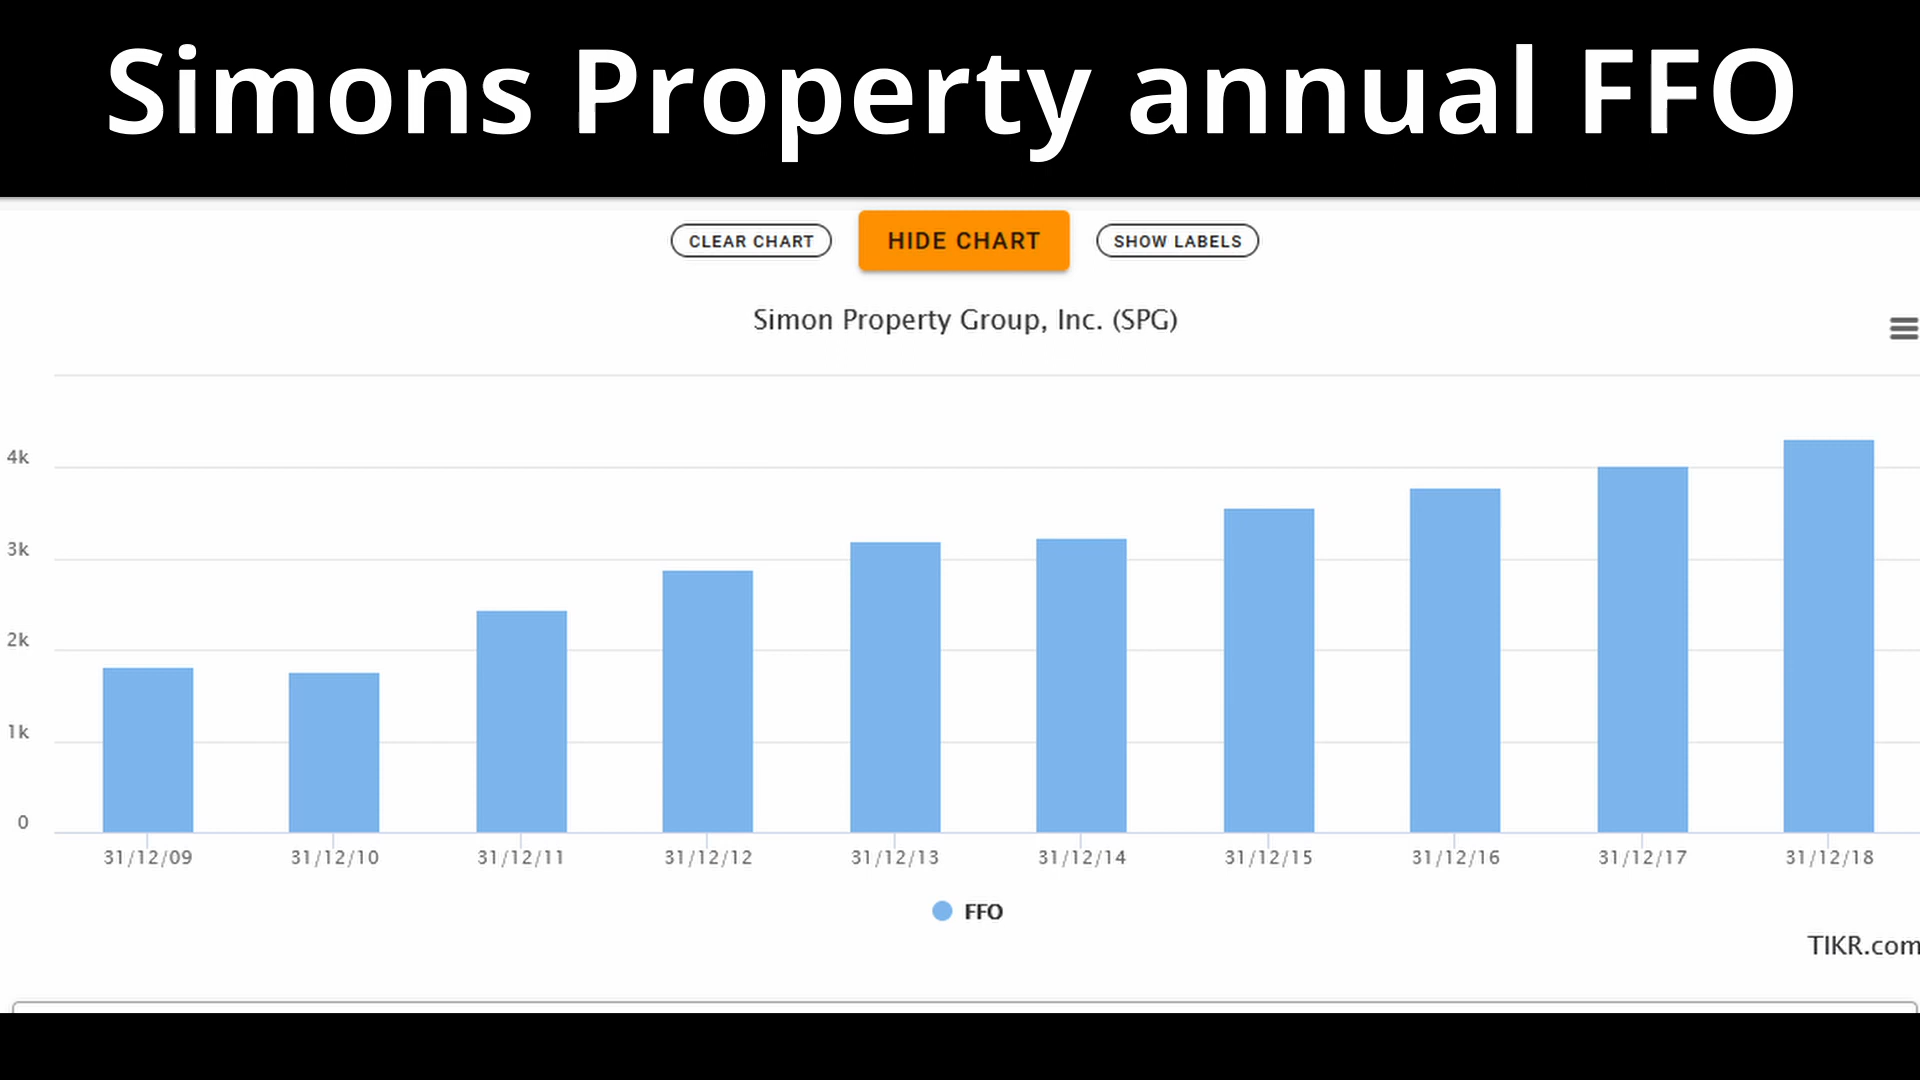 Simons Property annual FFO
CLEAR CHART HIDE CHART SHOW LABELS
Simon Property Group, Inc. (SPG)
4k
3k
2k
1k
0
31/12/09 31/12/10 31/12/11 31/12/12 31/12/13 31/12/14 31/12/15 31/12/16 31/12/17 31/12/18
FFO
TIKR.com